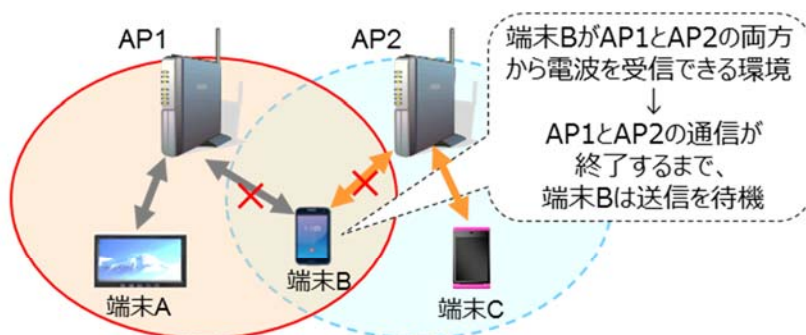 AP1
AP2
端末BがAP1とAP2の両方
から電波を受信できる環境
↓
AP1とAP2の通信が
終了するまで、
端末Bは送信を待機
端末A
端末B
端末C